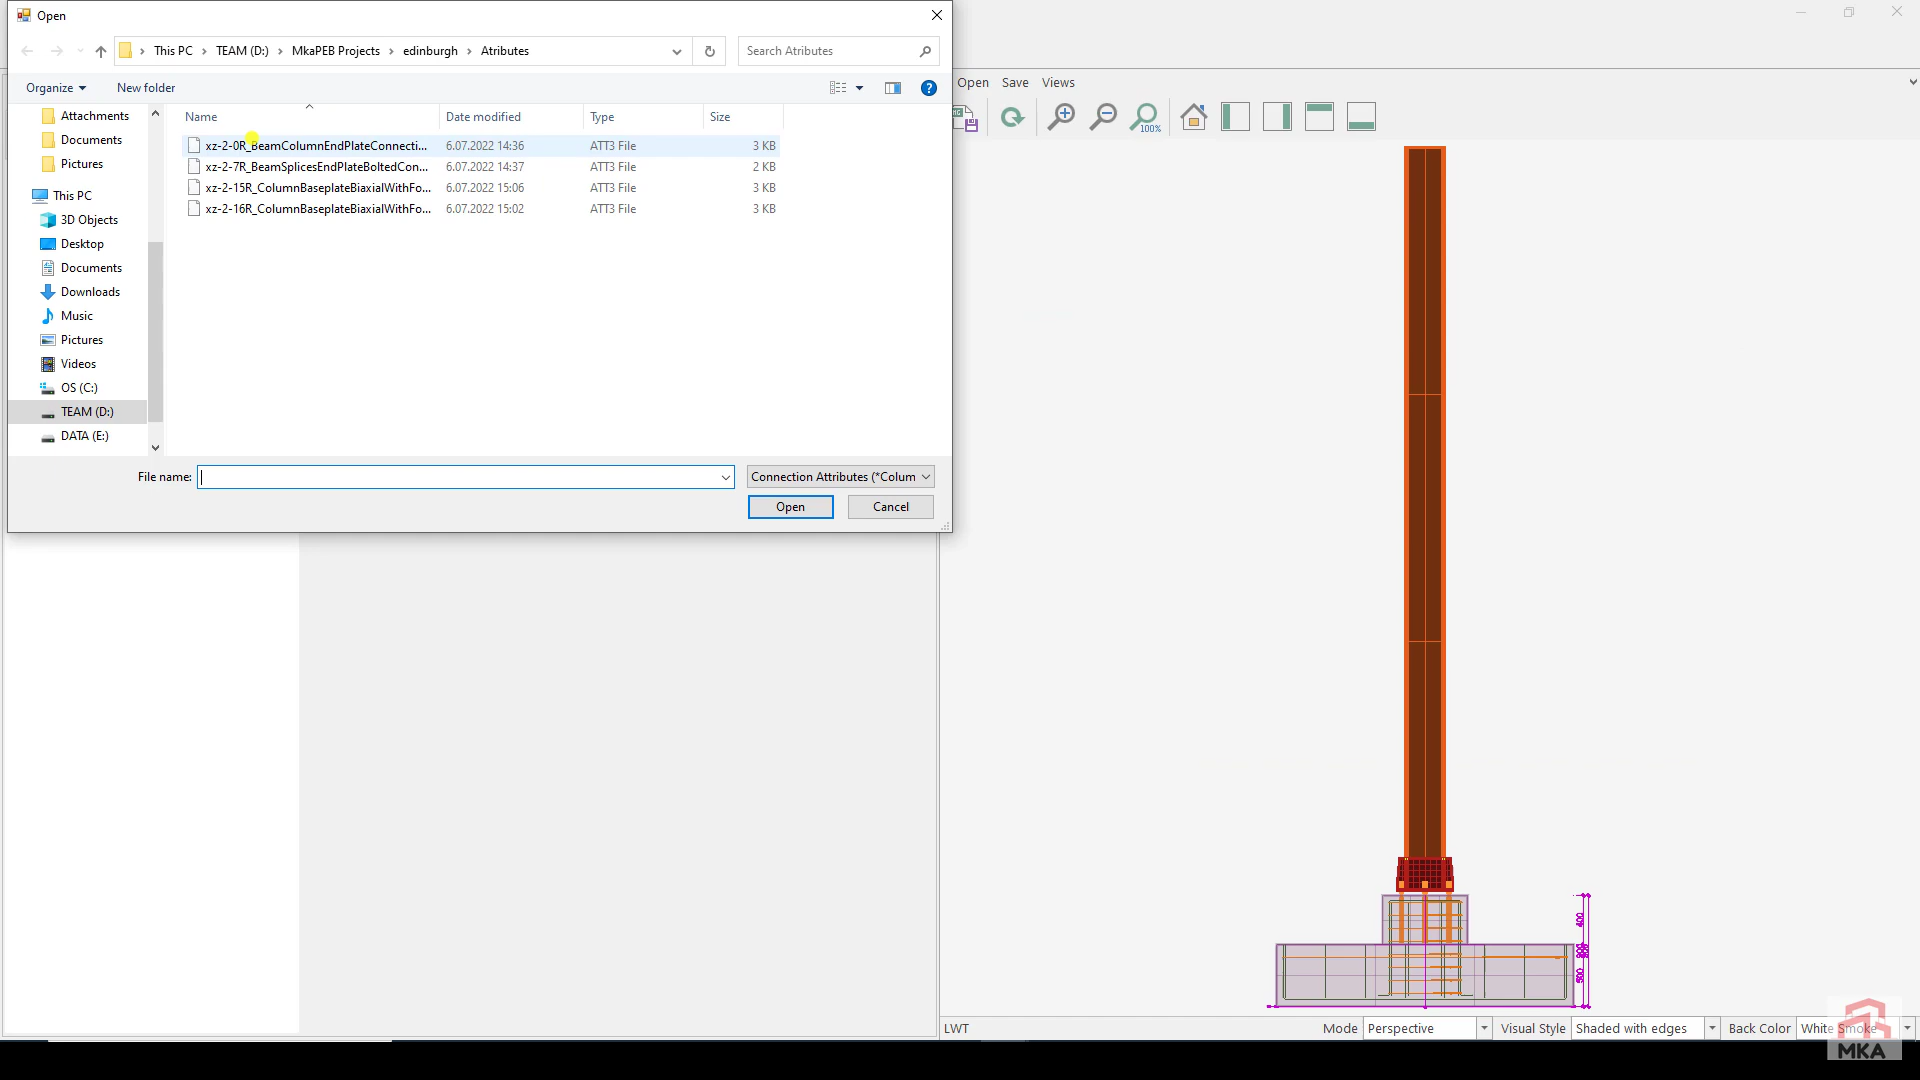 Open
This PC > TEAM (D:) > MkaPEB Projects > edinburgh > Atributes
Search Atributes
Organize
New folder
Name
Date modified
Type
Size
Attachments
Documents
Pictures
This PC
3D Objects
Desktop
Documents
Downloads
Music
Pictures
Videos
OS (C:)
TEAM (D:)
DATA (E:)
xz-2-0R_BeamColumnEndPlateConnecti... 6.07.2022 14:36 ATT3 File 3 KB
xz-2-7R_BeamSplicesEndPlateBoltedCon... 6.07.2022 14:37 ATT3 File 2 KB
xz-2-15R_ColumnBaseplateBiaxialWithFo... 6.07.2022 15:06 ATT3 File 3 KB
xz-2-16R_ColumnBaseplateBiaxialWithFo... 6.07.2022 15:02 ATT3 File 3 KB
File name:
Connection Attributes (*Colum
Open
Cancel
Open Save Views
100%
400
500
LWT
Mode Perspective
Visual Style Shaded with edges
Back Color White Smoke
MKA